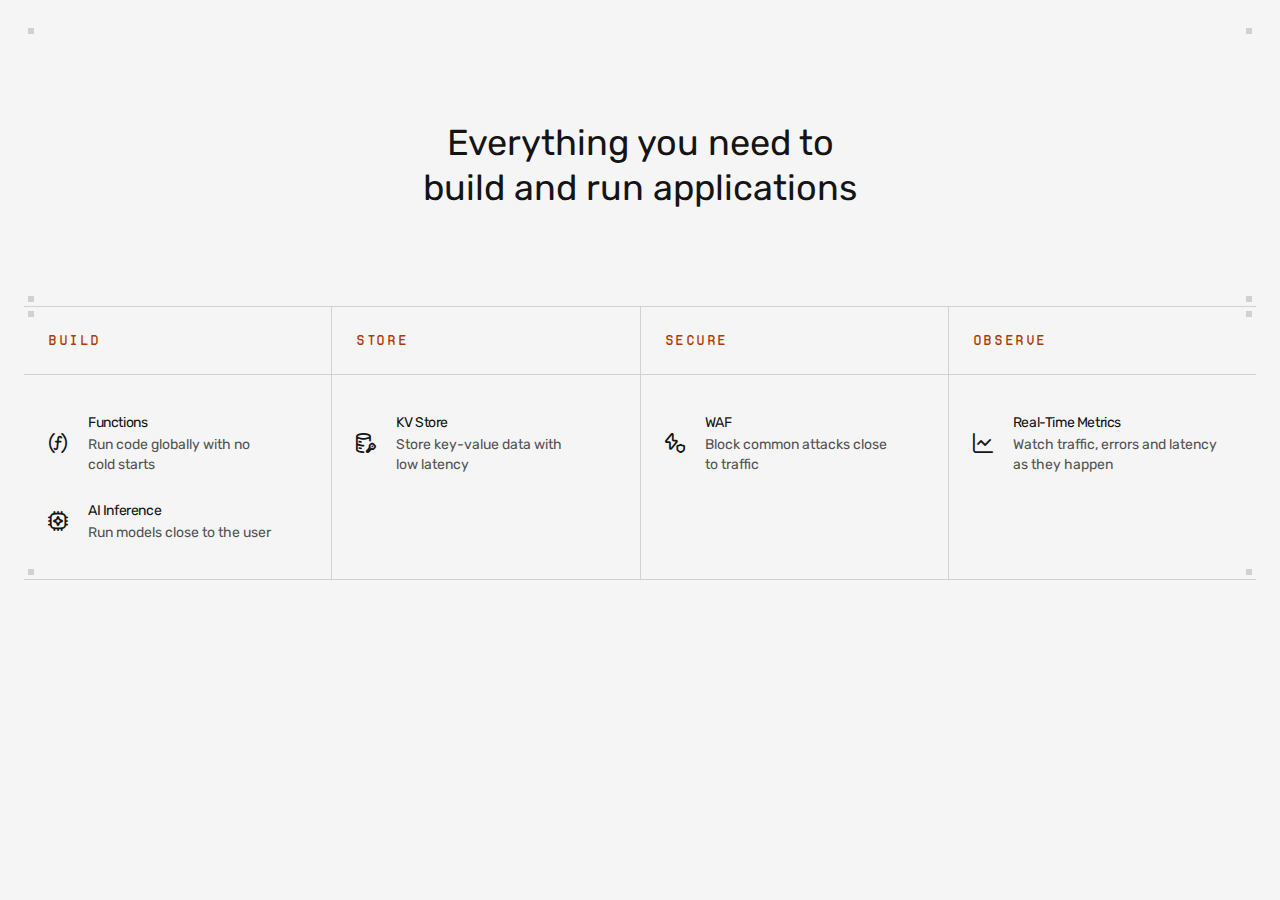 Everything you need to
build and run applications
BUILD
Functions
Run code globally with no
cold starts
AI Inference
Run models close to the user
STORE
KV Store
Store key-value data with
low latency
SECURE
WAF
Block common attacks close
to traffic
OBSERVE
Real-Time Metrics
Watch traffic, errors and latency
as they happen